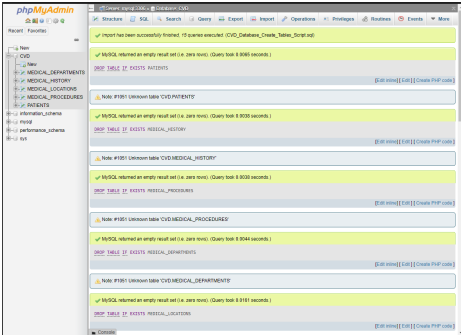 phpMyAdmin
Recent Favorites
New
CVD
New
MEDICAL_DEPARTMENTS
MEDICAL_HISTORY
MEDICAL_LOCATIONS
MEDICAL_PROCEDURES
PATIENTS
information_schema
mysql
performance_schema
sys
Server: mysql:3306 » Database: CVD
Structure SQL Search Query Export Import Operations Privileges Routines Events More
Import has been successfully finished, 15 queries executed. (CVD_Database_Create_Tables_Script.sql)
MySQL returned an empty result set (i.e. zero rows). (Query took 0.0065 seconds.)
DROP TABLE IF EXISTS PATIENTS
[Edit inline] [ Edit ] [ Create PHP code ]
Note: #1051 Unknown table 'CVD.PATIENTS'
MySQL returned an empty result set (i.e. zero rows). (Query took 0.0038 seconds.)
DROP TABLE IF EXISTS MEDICAL_HISTORY
[Edit inline] [ Edit ] [ Create PHP code ]
Note: #1051 Unknown table 'CVD.MEDICAL_HISTORY'
MySQL returned an empty result set (i.e. zero rows). (Query took 0.0038 seconds.)
DROP TABLE IF EXISTS MEDICAL_PROCEDURES
[Edit inline] [ Edit ] [ Create PHP code ]
Note: #1051 Unknown table 'CVD.MEDICAL_PROCEDURES'
MySQL returned an empty result set (i.e. zero rows). (Query took 0.0044 seconds.)
DROP TABLE IF EXISTS MEDICAL_DEPARTMENTS
[Edit inline] [ Edit ] [ Create PHP code ]
Note: #1051 Unknown table 'CVD.MEDICAL_DEPARTMENTS'
MySQL returned an empty result set (i.e. zero rows). (Query took 0.0101 seconds.)
DROP TABLE IF EXISTS MEDICAL_LOCATIONS
[Edit inline] [ Edit ] [ Create PHP code ]
Console